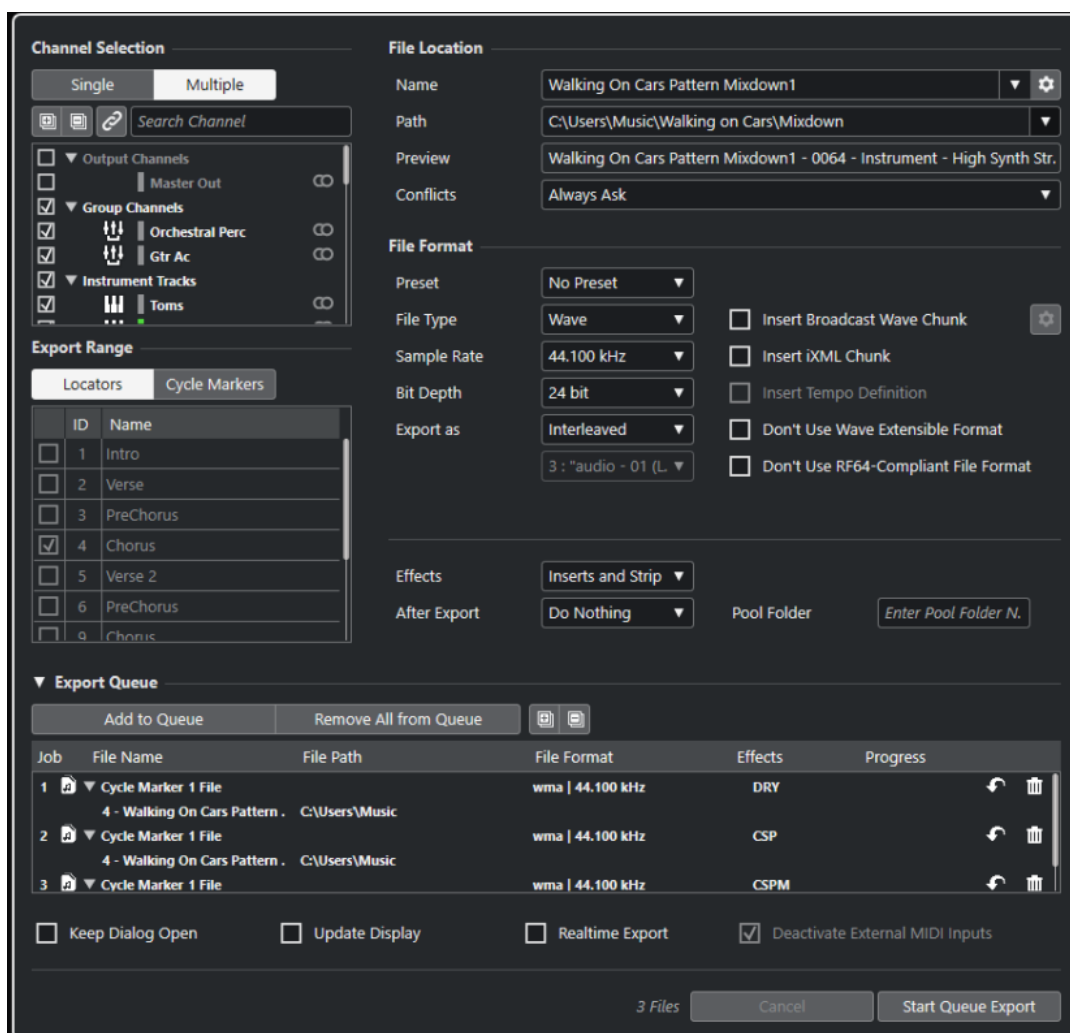 Channel Selection
Single
Multiple
Search Channel
Output Channels
Master Out
Group Channels
Orchestral Perc
Gtr Ac
Instrument Tracks
Toms
Export Range
Locators
Cycle Markers
ID Name
1 Intro
2 Verse
3 PreChorus
4 Chorus
5 Verse 2
6 PreChorus
9 Chorus
File Location
Name Walking On Cars Pattern Mixdown1
Path C:\Users\Music\Walking on Cars\Mixdown
Preview Walking On Cars Pattern Mixdown1 - 0064 - Instrument - High Synth Str.
Conflicts Always Ask
File Format
Preset No Preset
File Type Wave Insert Broadcast Wave Chunk
Sample Rate 44.100 kHz Insert iXML Chunk
Bit Depth 24 bit Insert Tempo Definition
Export as Interleaved Don't Use Wave Extensible Format
3 : "audio - 01 (L. Don't Use RF64-Compliant File Format
Effects Inserts and Strip
After Export Do Nothing Pool Folder Enter Pool Folder N.
Export Queue
Add to Queue Remove All from Queue
Job File Name File Path File Format Effects Progress
1 Cycle Marker 1 File wma | 44.100 kHz DRY
4 - Walking On Cars Pattern . C:\Users\Music
2 Cycle Marker 1 File wma | 44.100 kHz CSP
4 - Walking On Cars Pattern . C:\Users\Music
3 Cycle Marker 1 File wma | 44.100 kHz CSPM
Keep Dialog Open Update Display Realtime Export Deactivate External MIDI Inputs
3 Files Cancel Start Queue Export